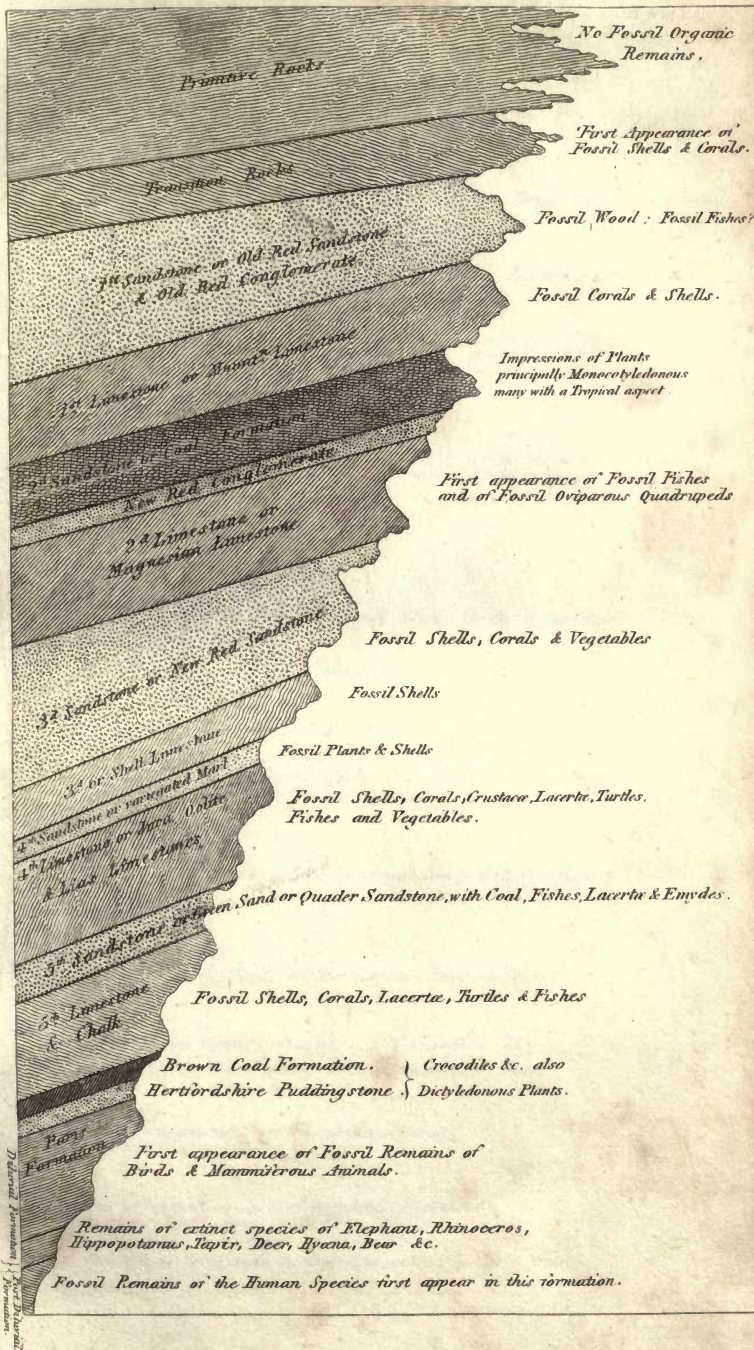 Primitive Rocks
No Fossil Organic
Remains.
Transition Rocks
First Appearance of
Fossil Shells & Corals.
1st Sandstone or Old Red Sandstone
& Old Red Conglomerate
Fossil Wood: Fossil Fishes?
1st Limestone or Mountn Limestone
Fossil Corals & Shells.
2d Sandstone or Coal Formation
Impressions of Plants
principally Monocotyledonous
many with a Tropical aspect
New Red Conglomerate
2d Limestone or
Magnesian Limestone
First appearance of Fossil Fishes
and of Fossil Oviparous Quadrupeds
3d Sandstone or New Red Sandstone
Fossil Shells, Corals & Vegetables
3d or Shell Limestone
Fossil Shells
4th Sandstone or variegated Marl
Fossil Plants & Shells
4th Limestone or Jura Oolite
& Lias Limestones
Fossil Shells, Corals, Crustacæ, Lacertæ, Turtles,
Fishes and Vegetables.
5th Sandstone or Green Sand or Quader Sandstone, with Coal, Fishes, Lacertæ & Emydes.
5th Limestone
& Chalk
Fossil Shells, Corals, Lacertæ, Turtles & Fishes
Brown Coal Formation.
Hertfordshire Puddingstone.
Crocodiles &c. also
Dictyledonous Plants.
Paris
Formation
First appearance of Fossil Remains of
Birds & Mammiferous Animals.
Diluvial Formation
Remains of extinct species of Elephant, Rhinoceros,
Hippopotamus, Tapir, Deer, Hyæna, Bear &c.
Post Diluvial
Formation.
Fossil Remains of the Human Species first appear in this formation.